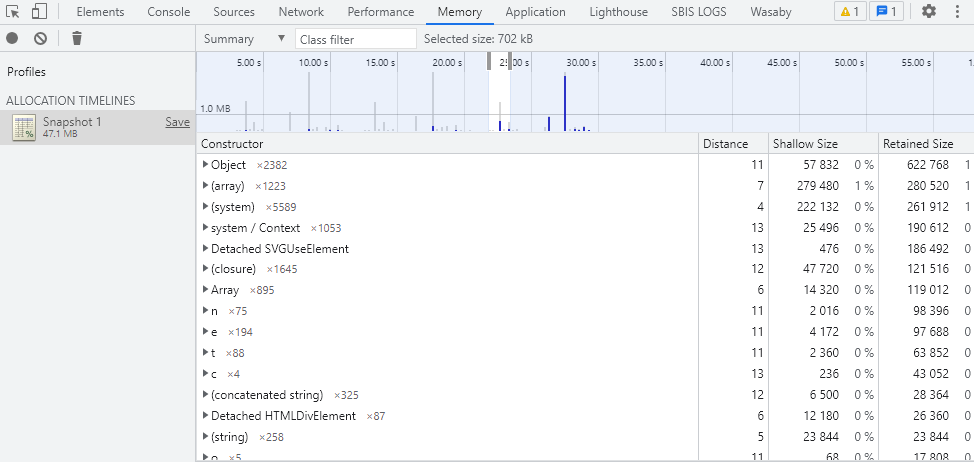 Elements Console Sources Network Performance Memory Application Lighthouse SBIS LOGS Wasaby 1 1
Summary ▼ Class filter Selected size: 702 kB
Profiles
ALLOCATION TIMELINES
Snapshot 1 Save
47.1 MB
5.00 s 10.00 s 15.00 s 20.00 s 25.00 s 30.00 s 35.00 s 40.00 s 45.00 s 50.00 s 55.00 s
1.0 MB
Constructor Distance Shallow Size Retained Size
Object ×2382 11 57 832 0 % 622 768 1
(array) ×1223 7 279 480 1 % 280 520 1
(system) ×5589 4 222 132 0 % 261 912 1
system / Context ×1053 13 25 496 0 % 190 612 0
Detached SVGUseElement 13 476 0 % 186 492 0
(closure) ×1645 12 47 720 0 % 121 516 0
Array ×895 6 14 320 0 % 119 012 0
n ×75 11 2 016 0 % 98 396 0
e ×194 11 4 172 0 % 97 688 0
t ×88 11 2 360 0 % 63 852 0
c ×4 13 236 0 % 43 052 0
(concatenated string) ×325 12 6 500 0 % 28 364 0
Detached HTMLDivElement ×87 6 12 180 0 % 26 360 0
(string) ×258 5 23 844 0 % 23 844 0
o ×5 11 68 0 % 17 808 0